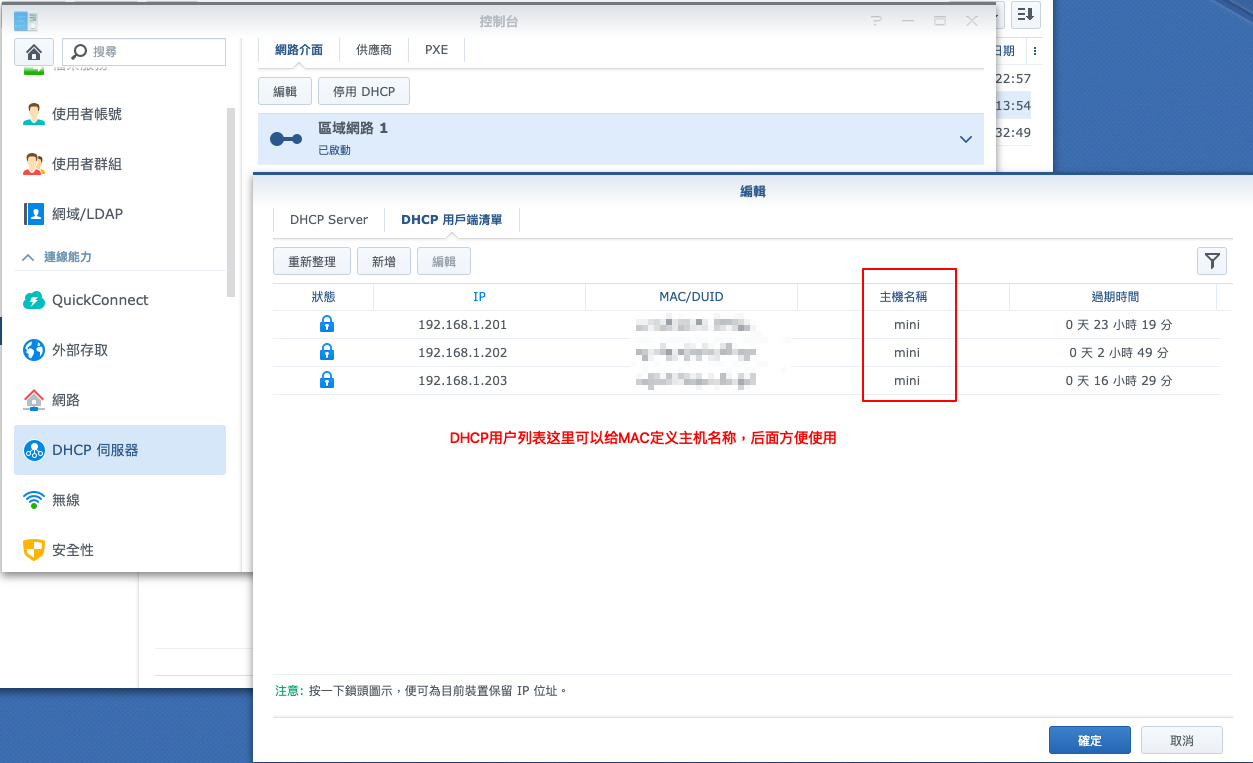 控制台
搜尋
檔案服務
使用者帳號
使用者群組
網域/LDAP
連線能力
QuickConnect
外部存取
網路
DHCP 伺服器
無線
安全性
網路介面 供應商 PXE
編輯 停用 DHCP
區域網路 1
已啟動
日期
22:57
13:54
32:49
編輯
DHCP Server DHCP 用戶端清單
重新整理 新增 編輯
狀態 IP MAC/DUID 主機名稱 過期時間
192.168.1.201 mini 0 天 23 小時 19 分
192.168.1.202 mini 0 天 2 小時 49 分
192.168.1.203 mini 0 天 16 小時 29 分
DHCP用户列表这里可以给MAC定义主机名称，后面方便使用
注意: 按一下鎖頭圖示，便可為目前裝置保留 IP 位址。
確定 取消